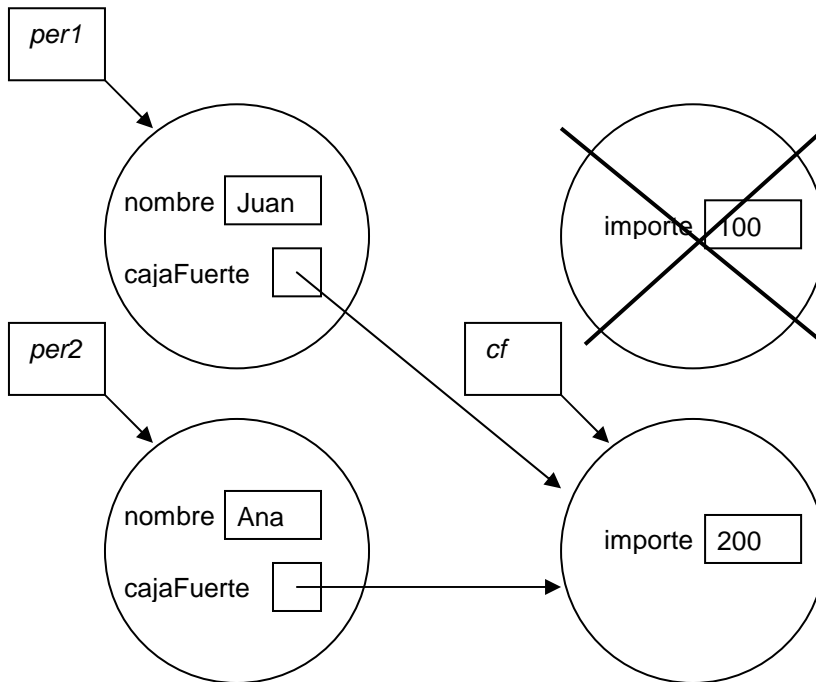 per1
nombre Juan
importe 100
cajaFuerte
per2
cf
nombre Ana
importe 200
cajaFuerte